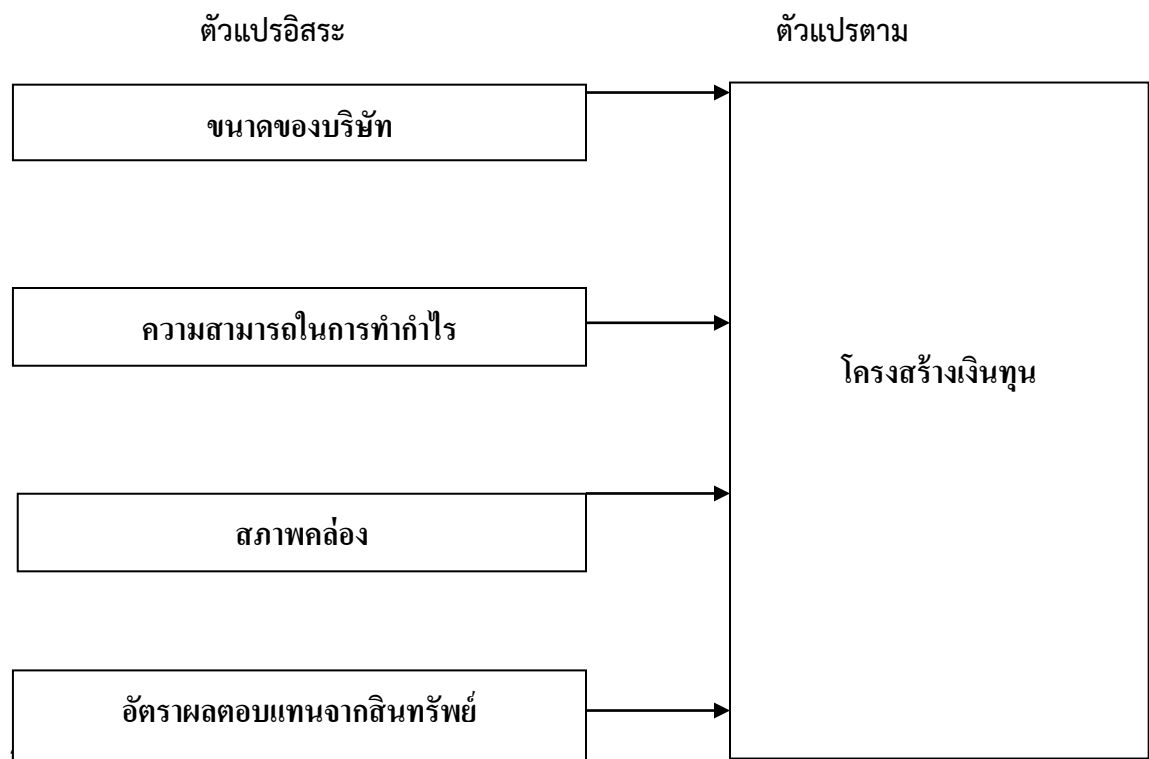 ตัวแปรอิสระ ตัวแปรตาม
ขนาดของบริษัท
ความสามารถในการทำกำไร
โครงสร้างเงินทุน
สภาพคล่อง
อัตราผลตอบแทนจากสินทรัพย์